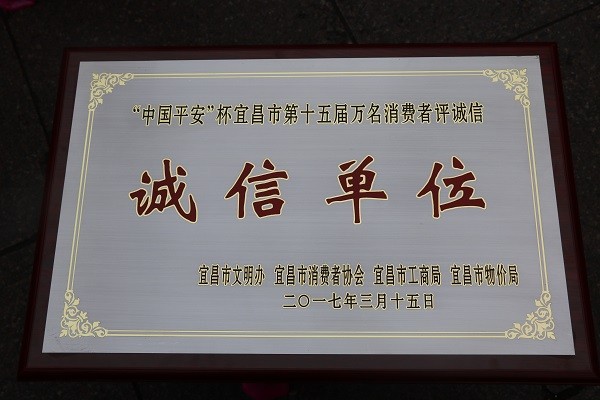 “中国平安”杯宜昌市第十五届万名消费者评诚信
诚信单位
宜昌市文明办 宜昌市消费者协会 宜昌市工商局 宜昌市物价局
二〇一七年三月十五日